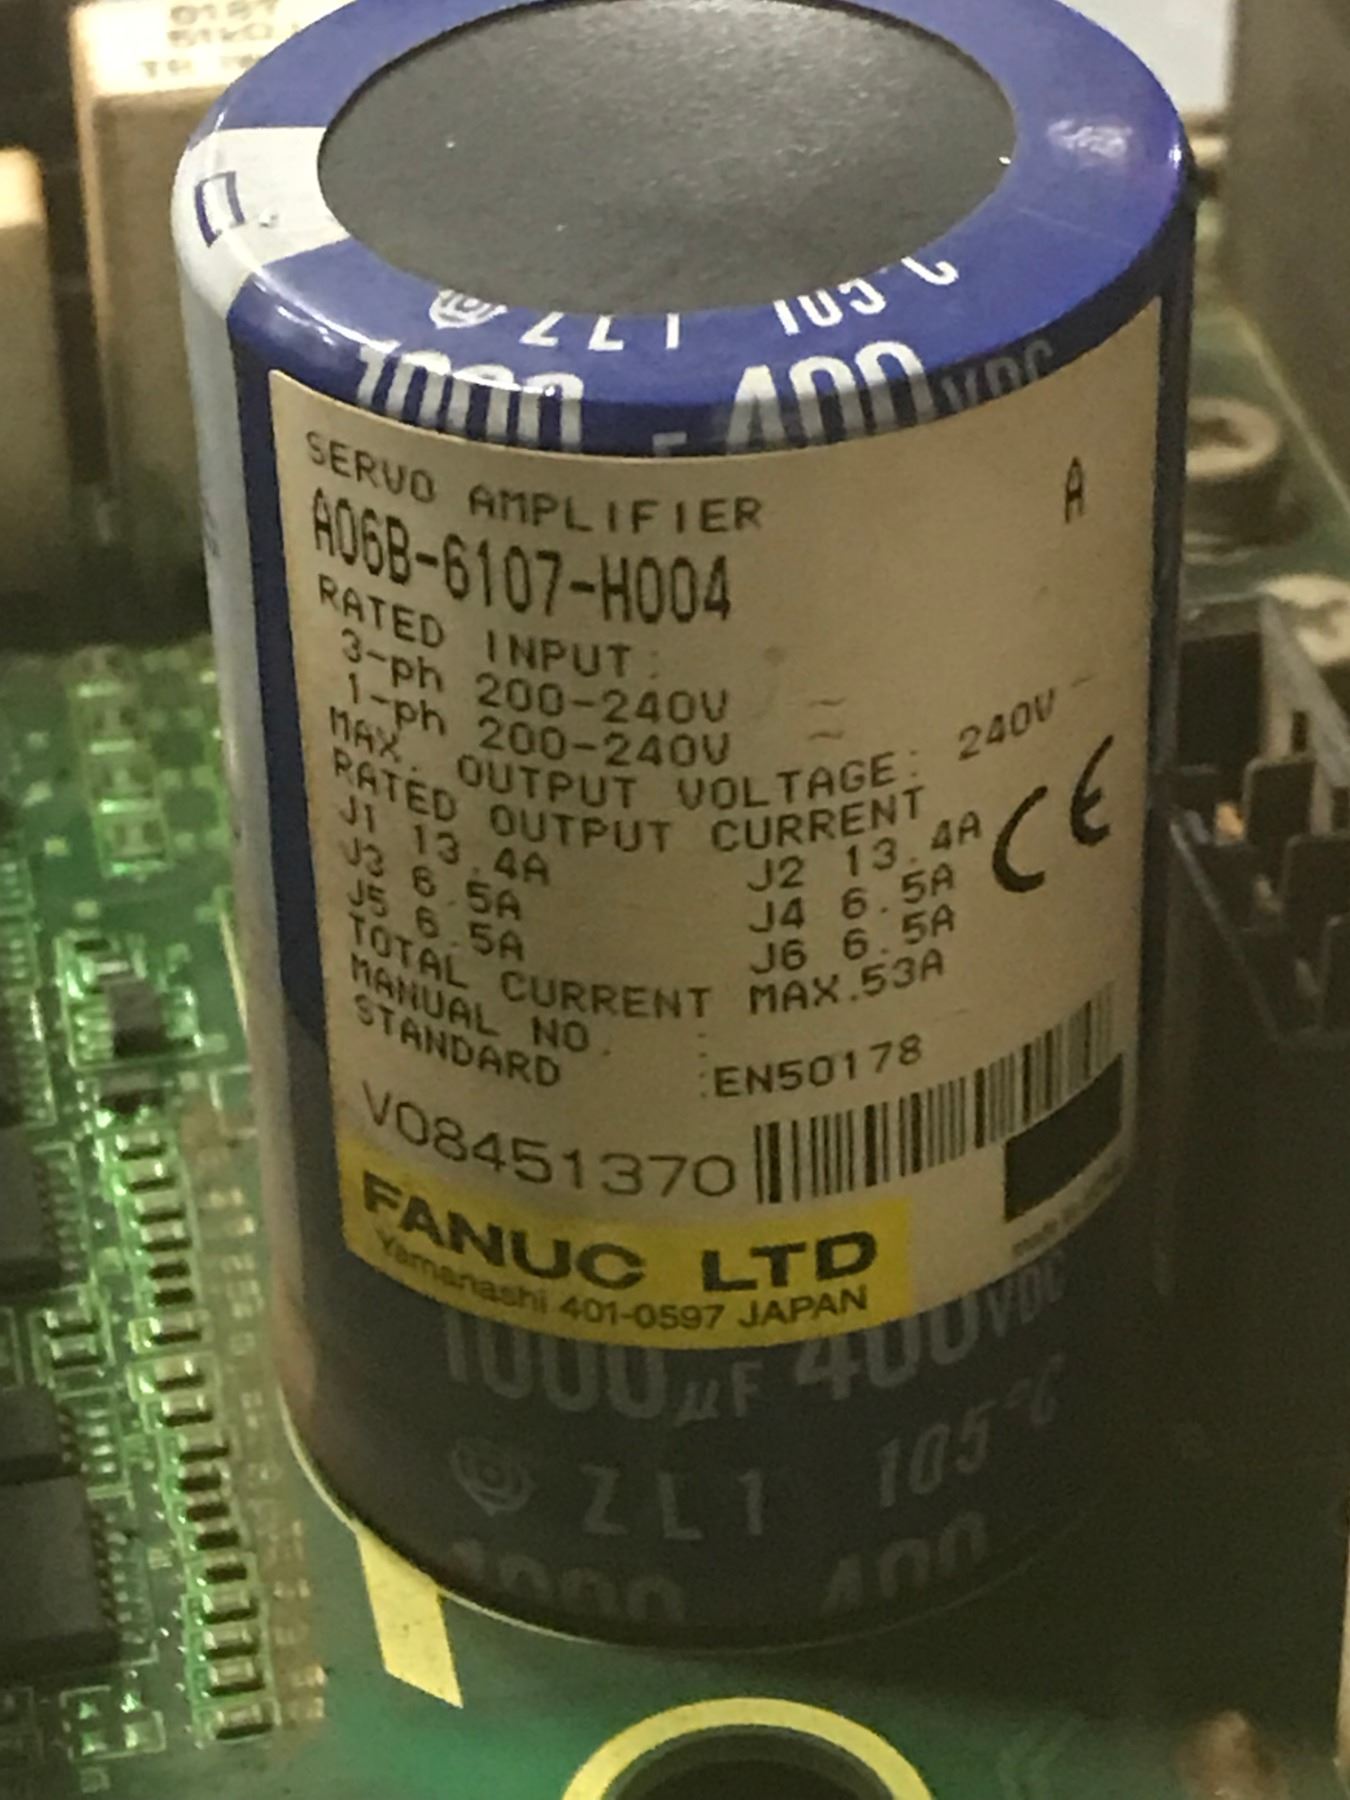 ZL1 105°C
1000 400VDC
SERVO AMPLIFIER A
A06B-6107-H004
RATED INPUT:
3-ph 200-240V ~
1-ph 200-240V ~
MAX. OUTPUT VOLTAGE: 240V
RATED OUTPUT CURRENT
J1 13.4A J2 13.4A
J3 6.5A J4 6.5A
J5 6.5A J6 6.5A
CE
TOTAL CURRENT MAX.53A
MANUAL NO. :
STANDARD :EN50178
V08451370
FANUC LTD
Yamanashi 401-0597 JAPAN
1000µF 400VDC
ZL1 105°C
1000 400